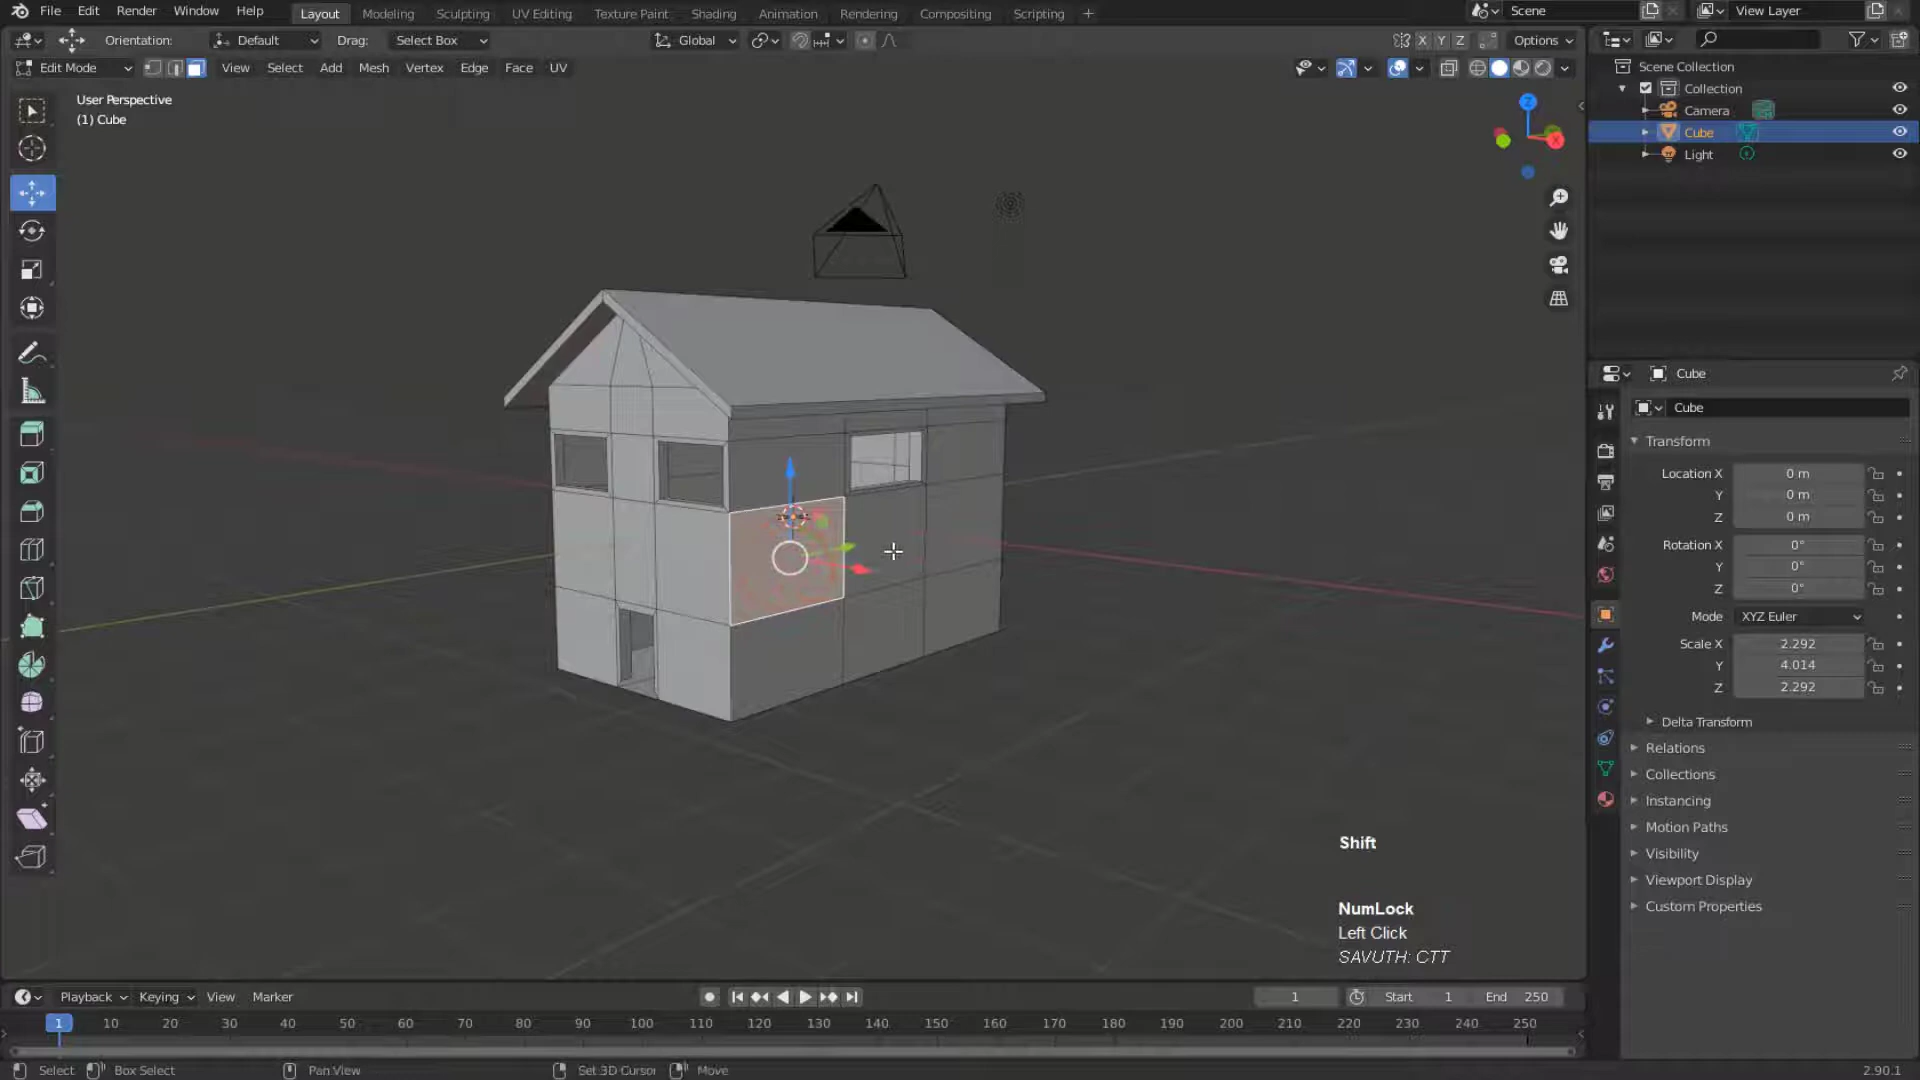 File Edit Render Window Help Layout Modeling Sculpting UV Editing Texture Paint Shading Animation Rendering Compositing Scripting + Scene View Layer
Orientation: Default Drag: Select Box Global X Y Z Options
Edit Mode View Select Add Mesh Vertex Edge Face UV
User Perspective
(1) Cube
Z
X
Scene Collection
Collection
Camera
Cube
Light
Cube
Cube
Transform
Location X 0 m
Y 0 m
Z 0 m
Rotation X 0°
Y 0°
Z 0°
Mode XYZ Euler
Scale X 2.292
Y 4.014
Z 2.292
Delta Transform
Relations
Collections
Instancing
Motion Paths
Visibility
Viewport Display
Custom Properties
Shift
NumLock
Left Click
SAVUTH: CTT
Playback Keying View Marker 1 Start 1 End 250
1 10 20 30 40 50 60 70 80 90 100 110 120 130 140 150 160 170 180 190 200 210 220 230 240 250
Select Box Select Pan View Set 3D Cursor Move 2.90.1